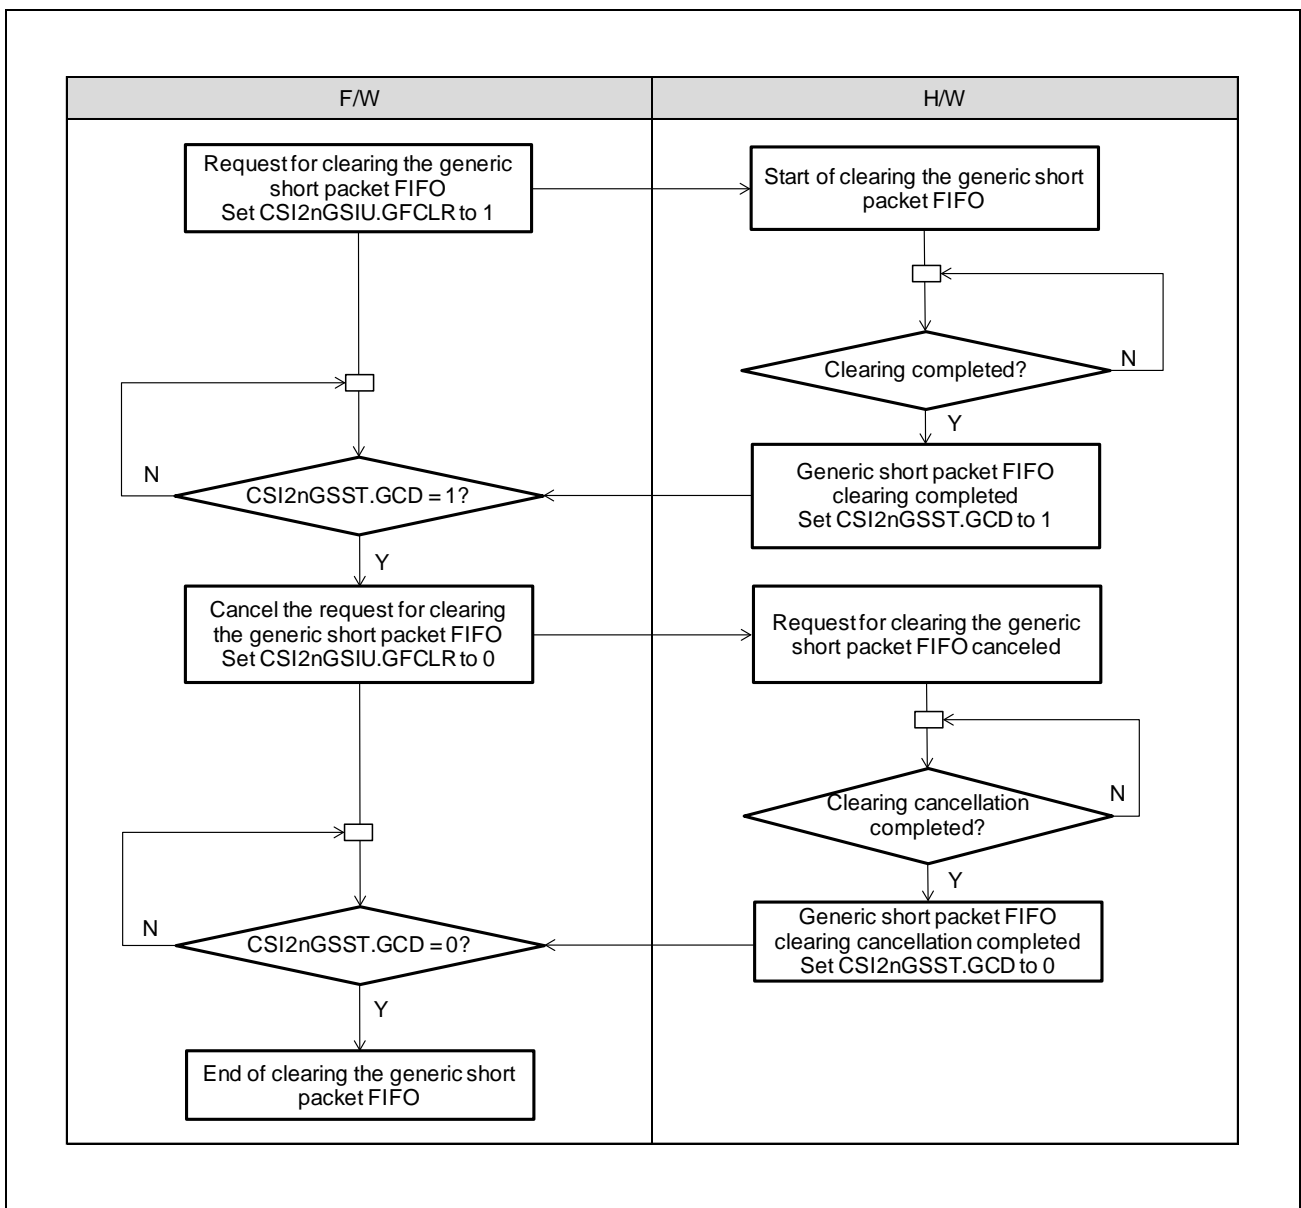 F/W
H/W
Request for clearing the generic
short packet FIFO
Set CSI2nGSIU.GFCLR to 1
Start of clearing the generic short
packet FIFO
Clearing completed?
N
Y
Generic short packet FIFO
clearing completed
Set CSI2nGSST.GCD to 1
N
CSI2nGSST.GCD = 1?
Y
Cancel the request for clearing
the generic short packet FIFO
Set CSI2nGSIU.GFCLR to 0
Request for clearing the generic
short packet FIFO canceled
Clearing cancellation
completed?
N
Y
Generic short packet FIFO
clearing cancellation completed
Set CSI2nGSST.GCD to 0
N
CSI2nGSST.GCD = 0?
Y
End of clearing the generic short
packet FIFO